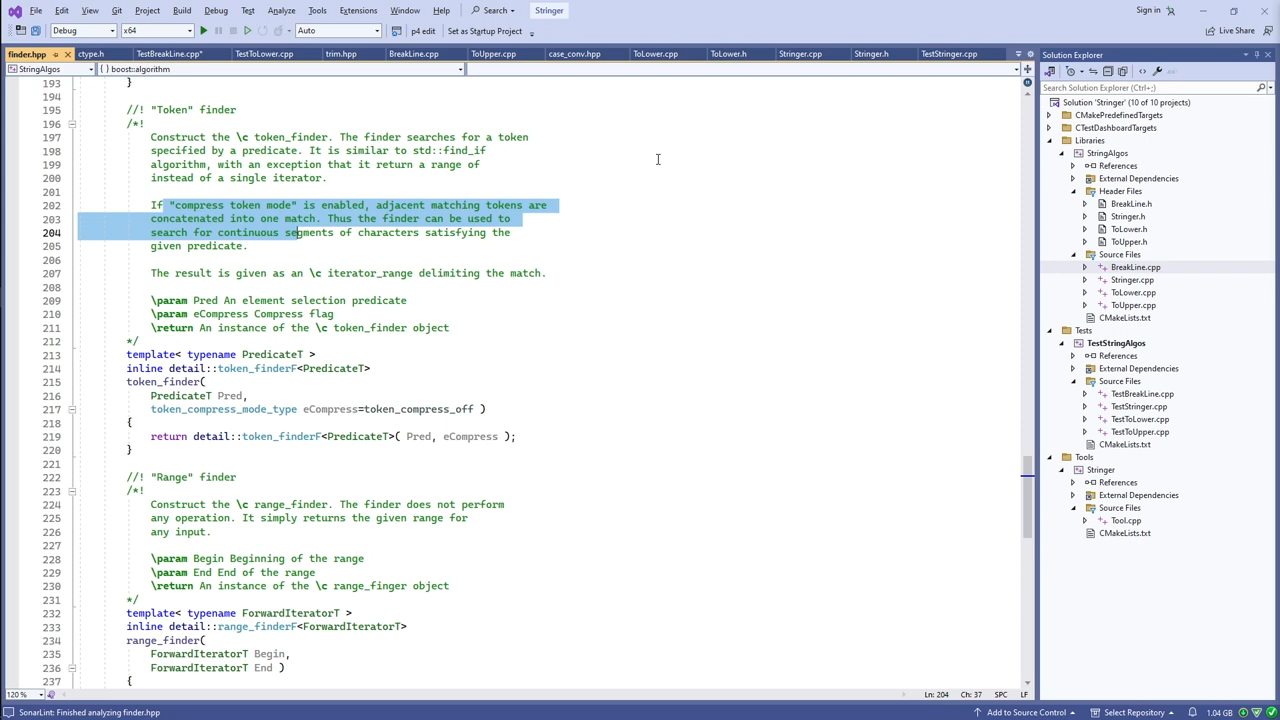 File Edit View Git Project Build Debug Test Analyze Tools Extensions Window Help Search Stringer Sign in
Debug x64 Auto p4 edit Set as Startup Project Live Share
finder.hpp ctype.h TestBreakLine.cpp* TestToLower.cpp trim.hpp BreakLine.cpp ToUpper.cpp case_conv.hpp ToLower.cpp ToLower.h Stringer.cpp Stringer.h TestStringer.cpp
StringAlgos { } boost::algorithm
193 }
194
195 //! "Token" finder
196 /*!
197 Construct the \c token_finder. The finder searches for a token
198 specified by a predicate. It is similar to std::find_if
199 algorithm, with an exception that it return a range of
200 instead of a single iterator.
201
202 If "compress token mode" is enabled, adjacent matching tokens are
203 concatenated into one match. Thus the finder can be used to
204 search for continuous segments of characters satisfying the
205 given predicate.
206
207 The result is given as an \c iterator_range delimiting the match.
208
209 \param Pred An element selection predicate
210 \param eCompress Compress flag
211 \return An instance of the \c token_finder object
212 */
213 template< typename PredicateT >
214 inline detail::token_finderF<PredicateT>
215 token_finder(
216 PredicateT Pred,
217 token_compress_mode_type eCompress=token_compress_off )
218 {
219 return detail::token_finderF<PredicateT>( Pred, eCompress );
220 }
221
222 //! "Range" finder
223 /*!
224 Construct the \c range_finder. The finder does not perform
225 any operation. It simply returns the given range for
226 any input.
227
228 \param Begin Beginning of the range
229 \param End End of the range
230 \return An instance of the \c range_finger object
231 */
232 template< typename ForwardIteratorT >
233 inline detail::range_finderF<ForwardIteratorT>
234 range_finder(
235 ForwardIteratorT Begin,
236 ForwardIteratorT End )
237 {
120 % Ln: 204 Ch: 37 SPC LF
Solution Explorer
Search Solution Explorer (Ctrl+;)
Solution 'Stringer' (10 of 10 projects)
CMakePredefinedTargets
CTestDashboardTargets
Libraries
StringAlgos
References
External Dependencies
Header Files
BreakLine.h
Stringer.h
ToLower.h
ToUpper.h
Source Files
BreakLine.cpp
Stringer.cpp
ToLower.cpp
ToUpper.cpp
CMakeLists.txt
Tests
TestStringAlgos
References
External Dependencies
Source Files
TestBreakLine.cpp
TestStringer.cpp
TestToLower.cpp
TestToUpper.cpp
CMakeLists.txt
Tools
Stringer
References
External Dependencies
Source Files
Tool.cpp
CMakeLists.txt
SonarLint: Finished analyzing finder.hpp Add to Source Control Select Repository 1.04 GB